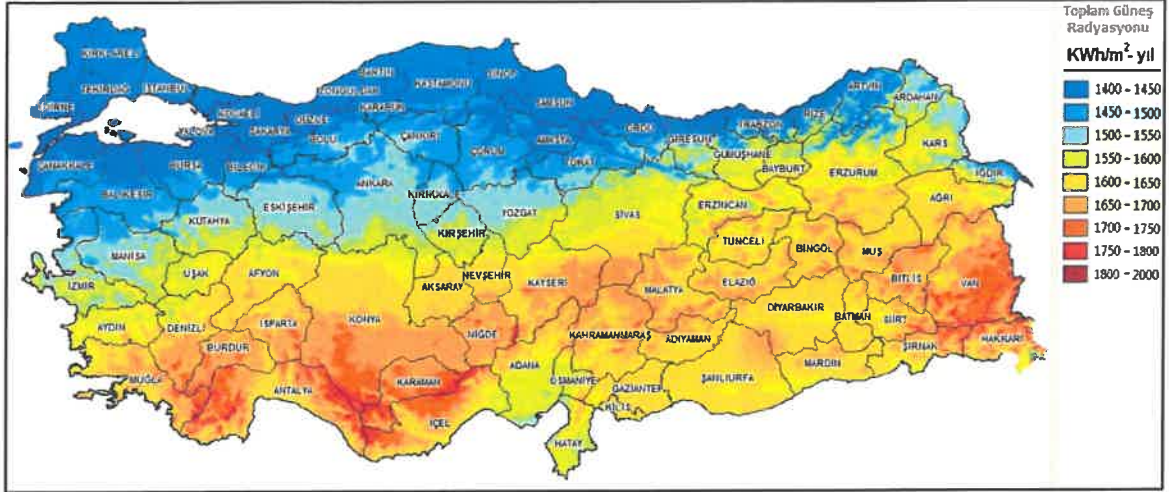 Toplam Güneş
Radyasyonu
KWh/m²- yıl
1400 - 1450
1450 - 1500
1500 - 1550
1550 - 1600
1600 - 1650
1650 - 1700
1700 - 1750
1750 - 1800
1800 - 2000
KIRKLARELİ
TEKİRDAĞ
İSTANBUL
EDİRNE
ÇANAKKALE
YALOVA
KOCAELİ
SAKARYA
DÜZCE
BOLU
ZONGULDAK
BARTIN
KARABÜK
KASTAMONU
SİNOP
ÇANKIRI
ÇORUM
SAMSUN
AMASYA
TOKAT
ORDU
GİRESUN
TRABZON
GÜMÜŞHANE
BAYBURT
RİZE
ARTVİN
ARDAHAN
KARS
IĞDIR
AĞRI
ERZURUM
ERZİNCAN
SİVAS
YOZGAT
KIRIKKALE
KIRŞEHİR
ANKARA
ESKİŞEHİR
BİLECİK
BURSA
BALIKESİR
KÜTAHYA
MANİSA
İZMİR
UŞAK
AFYON
AYDIN
DENİZLİ
MUĞLA
BURDUR
ISPARTA
ANTALYA
KONYA
KARAMAN
İÇEL
AKSARAY
NEVŞEHİR
NİĞDE
KAYSERİ
ADANA
OSMANİYE
HATAY
KAHRAMANMARAŞ
GAZİANTEP
KİLİS
ADIYAMAN
MALATYA
ŞANLIURFA
ELAZIĞ
TUNCELİ
BİNGÖL
MUŞ
BİTLİS
VAN
DİYARBAKIR
BATMAN
SİİRT
MARDİN
ŞIRNAK
HAKKARİ